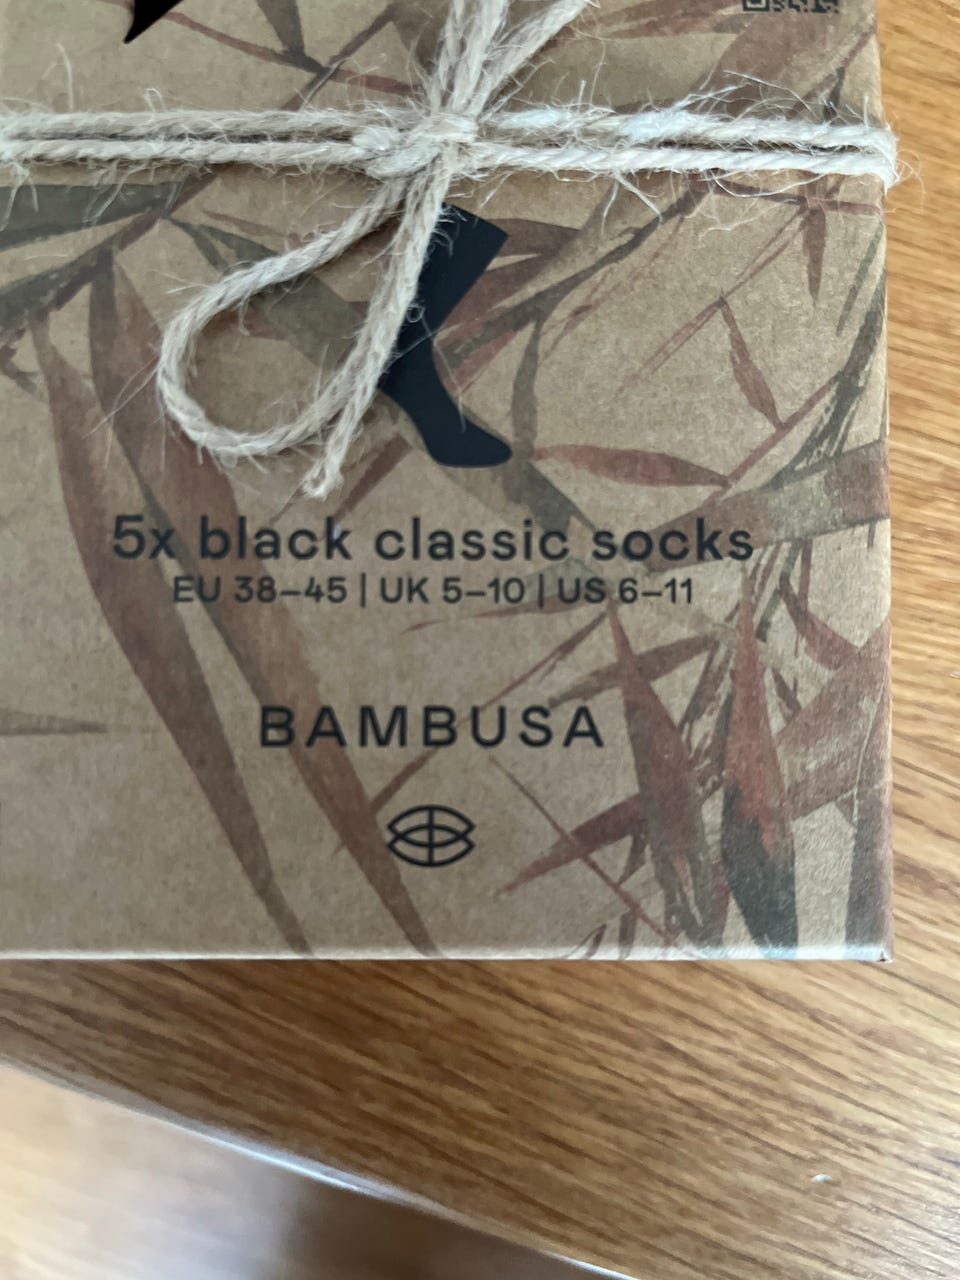 5x black classic socks
EU 38–45 | UK 5–10 | US 6–11
BAMBUSA